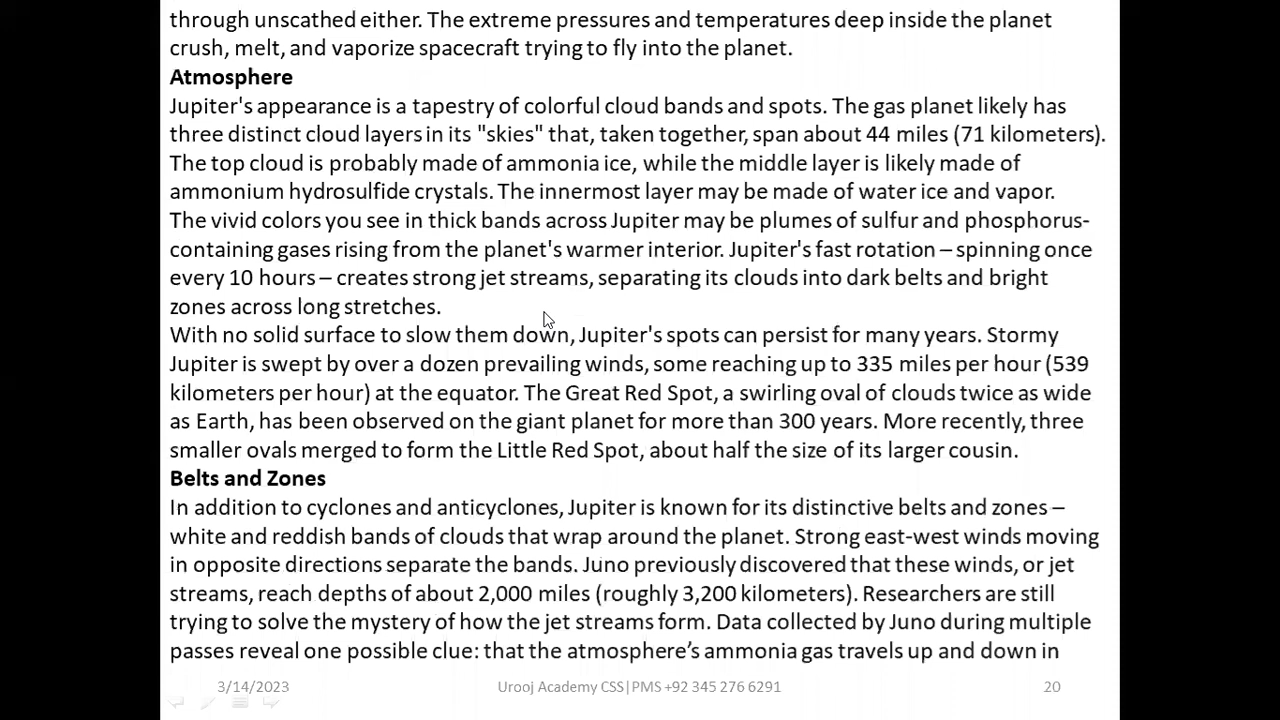 through unscathed either. The extreme pressures and temperatures deep inside the planet
crush, melt, and vaporize spacecraft trying to fly into the planet.
Atmosphere
Jupiter's appearance is a tapestry of colorful cloud bands and spots. The gas planet likely has
three distinct cloud layers in its "skies" that, taken together, span about 44 miles (71 kilometers).
The top cloud is probably made of ammonia ice, while the middle layer is likely made of
ammonium hydrosulfide crystals. The innermost layer may be made of water ice and vapor.
The vivid colors you see in thick bands across Jupiter may be plumes of sulfur and phosphorus-
containing gases rising from the planet's warmer interior. Jupiter's fast rotation – spinning once
every 10 hours – creates strong jet streams, separating its clouds into dark belts and bright
zones across long stretches.
With no solid surface to slow them down, Jupiter's spots can persist for many years. Stormy
Jupiter is swept by over a dozen prevailing winds, some reaching up to 335 miles per hour (539
kilometers per hour) at the equator. The Great Red Spot, a swirling oval of clouds twice as wide
as Earth, has been observed on the giant planet for more than 300 years. More recently, three
smaller ovals merged to form the Little Red Spot, about half the size of its larger cousin.
Belts and Zones
In addition to cyclones and anticyclones, Jupiter is known for its distinctive belts and zones –
white and reddish bands of clouds that wrap around the planet. Strong east-west winds moving
in opposite directions separate the bands. Juno previously discovered that these winds, or jet
streams, reach depths of about 2,000 miles (roughly 3,200 kilometers). Researchers are still
trying to solve the mystery of how the jet streams form. Data collected by Juno during multiple
passes reveal one possible clue: that the atmosphere’s ammonia gas travels up and down in
3/14/2023 Urooj Academy CSS|PMS +92 345 276 6291 20